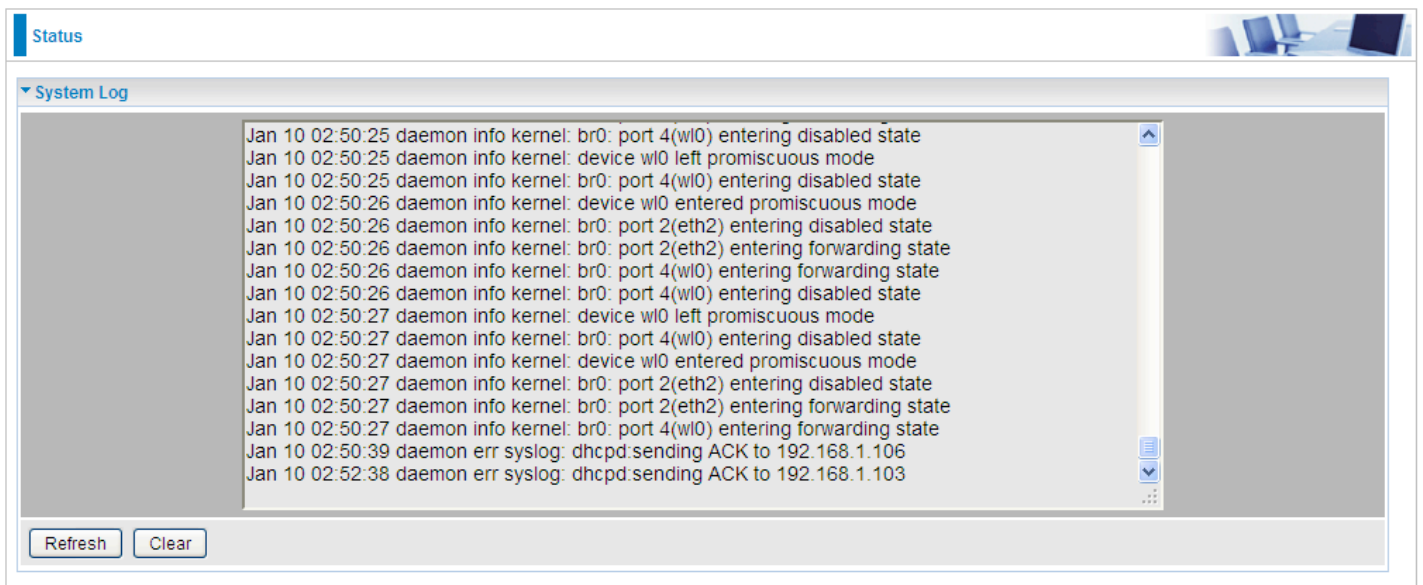 Status
System Log
Jan 10 02:50:25 daemon info kernel: br0: port 4(wl0) entering disabled state
Jan 10 02:50:25 daemon info kernel: device wl0 left promiscuous mode
Jan 10 02:50:25 daemon info kernel: br0: port 4(wl0) entering disabled state
Jan 10 02:50:26 daemon info kernel: device wl0 entered promiscuous mode
Jan 10 02:50:26 daemon info kernel: br0: port 2(eth2) entering disabled state
Jan 10 02:50:26 daemon info kernel: br0: port 2(eth2) entering forwarding state
Jan 10 02:50:26 daemon info kernel: br0: port 4(wl0) entering forwarding state
Jan 10 02:50:26 daemon info kernel: br0: port 4(wl0) entering disabled state
Jan 10 02:50:27 daemon info kernel: device wl0 left promiscuous mode
Jan 10 02:50:27 daemon info kernel: br0: port 4(wl0) entering disabled state
Jan 10 02:50:27 daemon info kernel: device wl0 entered promiscuous mode
Jan 10 02:50:27 daemon info kernel: br0: port 2(eth2) entering disabled state
Jan 10 02:50:27 daemon info kernel: br0: port 2(eth2) entering forwarding state
Jan 10 02:50:27 daemon info kernel: br0: port 4(wl0) entering forwarding state
Jan 10 02:50:39 daemon err syslog: dhcpd:sending ACK to 192.168.1.106
Jan 10 02:52:38 daemon err syslog: dhcpd:sending ACK to 192.168.1.103
Refresh Clear